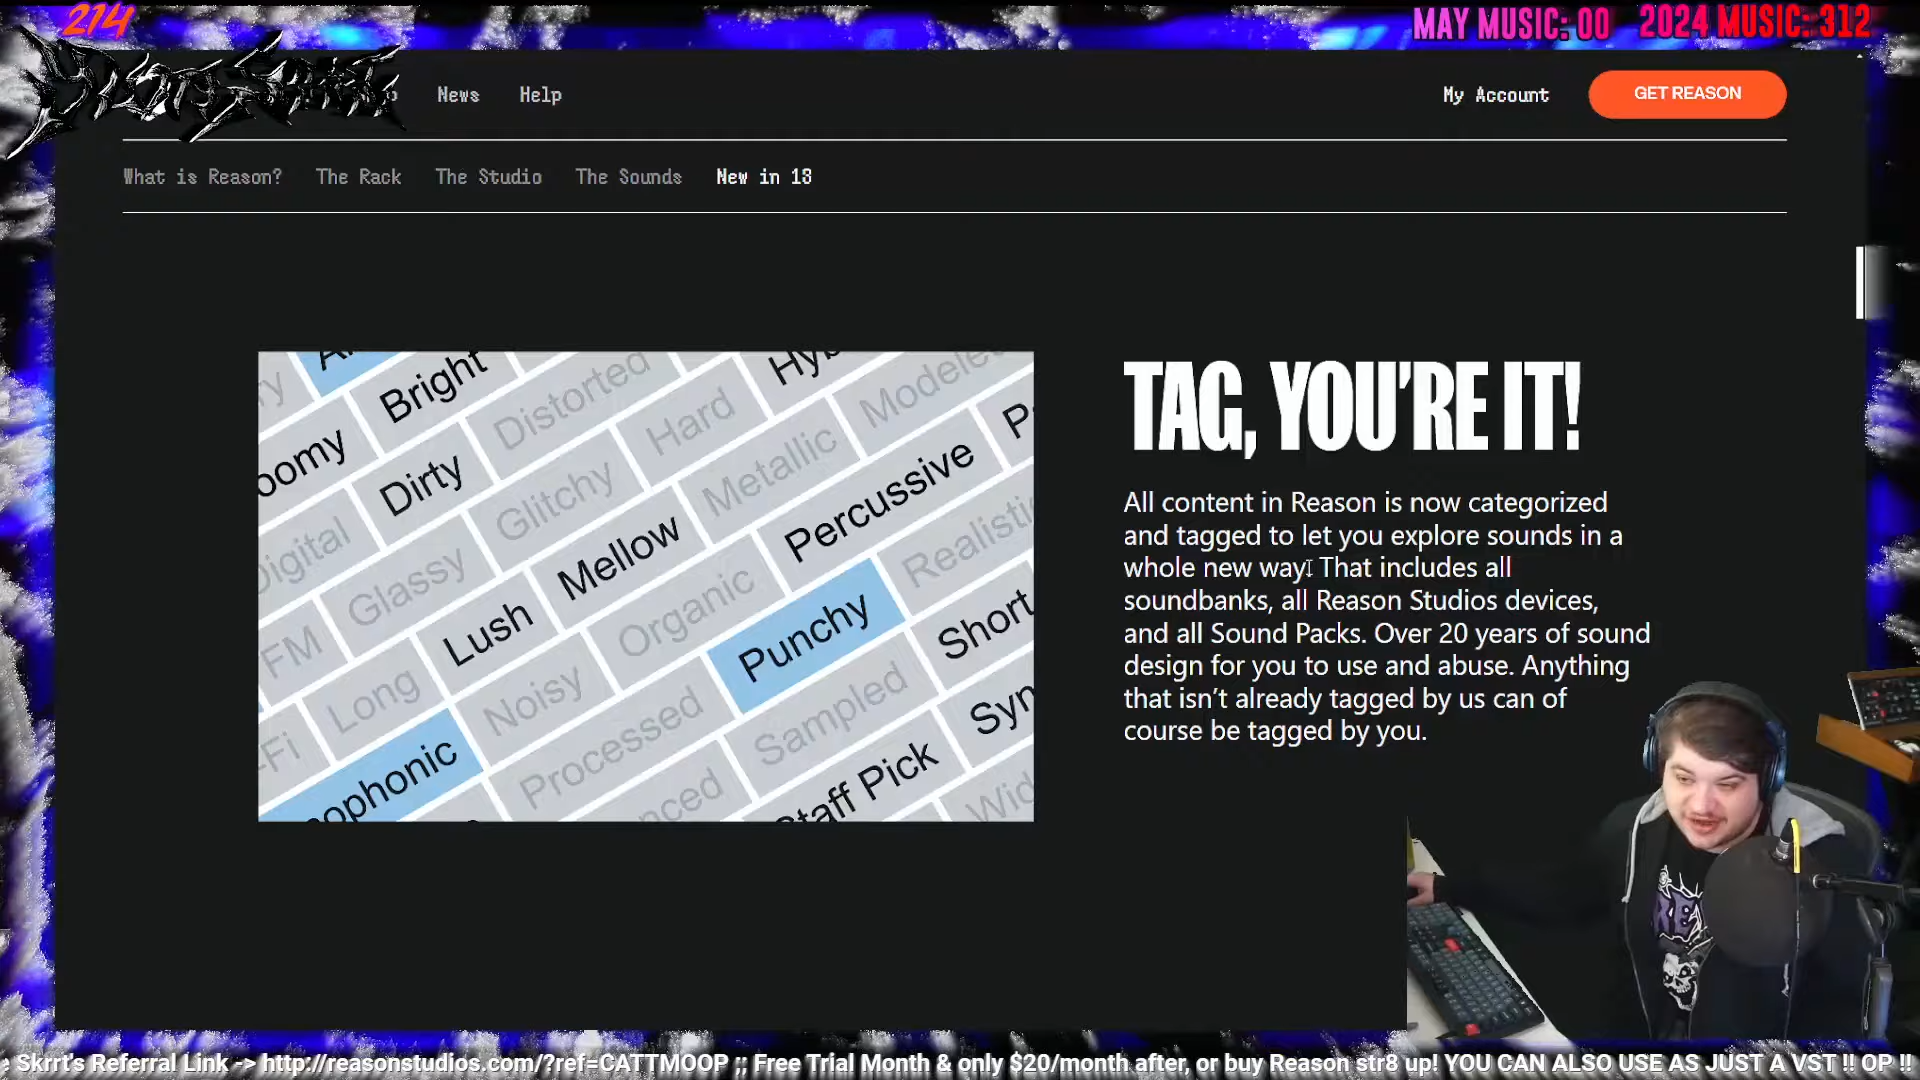 214
MAY MUSIC: 00 2024 MUSIC: 312
News Help
My Account GET REASON
What is Reason? The Rack The Studio The Sounds New in 13
Bright
Distorted
Hard
Metallic
Dirty
Glitchy
Mellow
Percussive
Glassy
Organic
FM
Lush
Punchy
Short
Long
Noisy
Processed
Sampled
Staff Pick
TAG, YOU'RE IT!
All content in Reason is now categorized
and tagged to let you explore sounds in a
whole new way. That includes all
soundbanks, all Reason Studios devices,
and all Sound Packs. Over 20 years of sound
design for you to use and abuse. Anything
that isn't already tagged by us can of
course be tagged by you.
Skrrt's Referral Link -> http://reasonstudios.com/?ref=CATTMOOP ;; Free Trial Month & only $20/month after, or buy Reason str8 up! YOU CAN ALSO USE AS JUST A VST !! OP !!